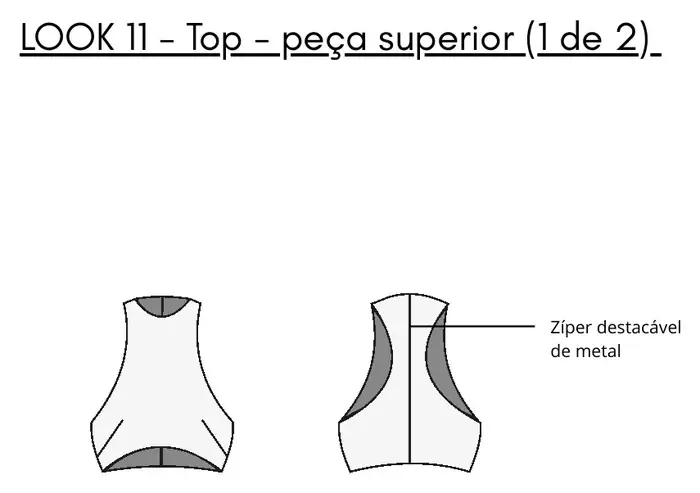 LOOK 11 - Top - peça superior (1 de 2)
Zíper destacável
de metal